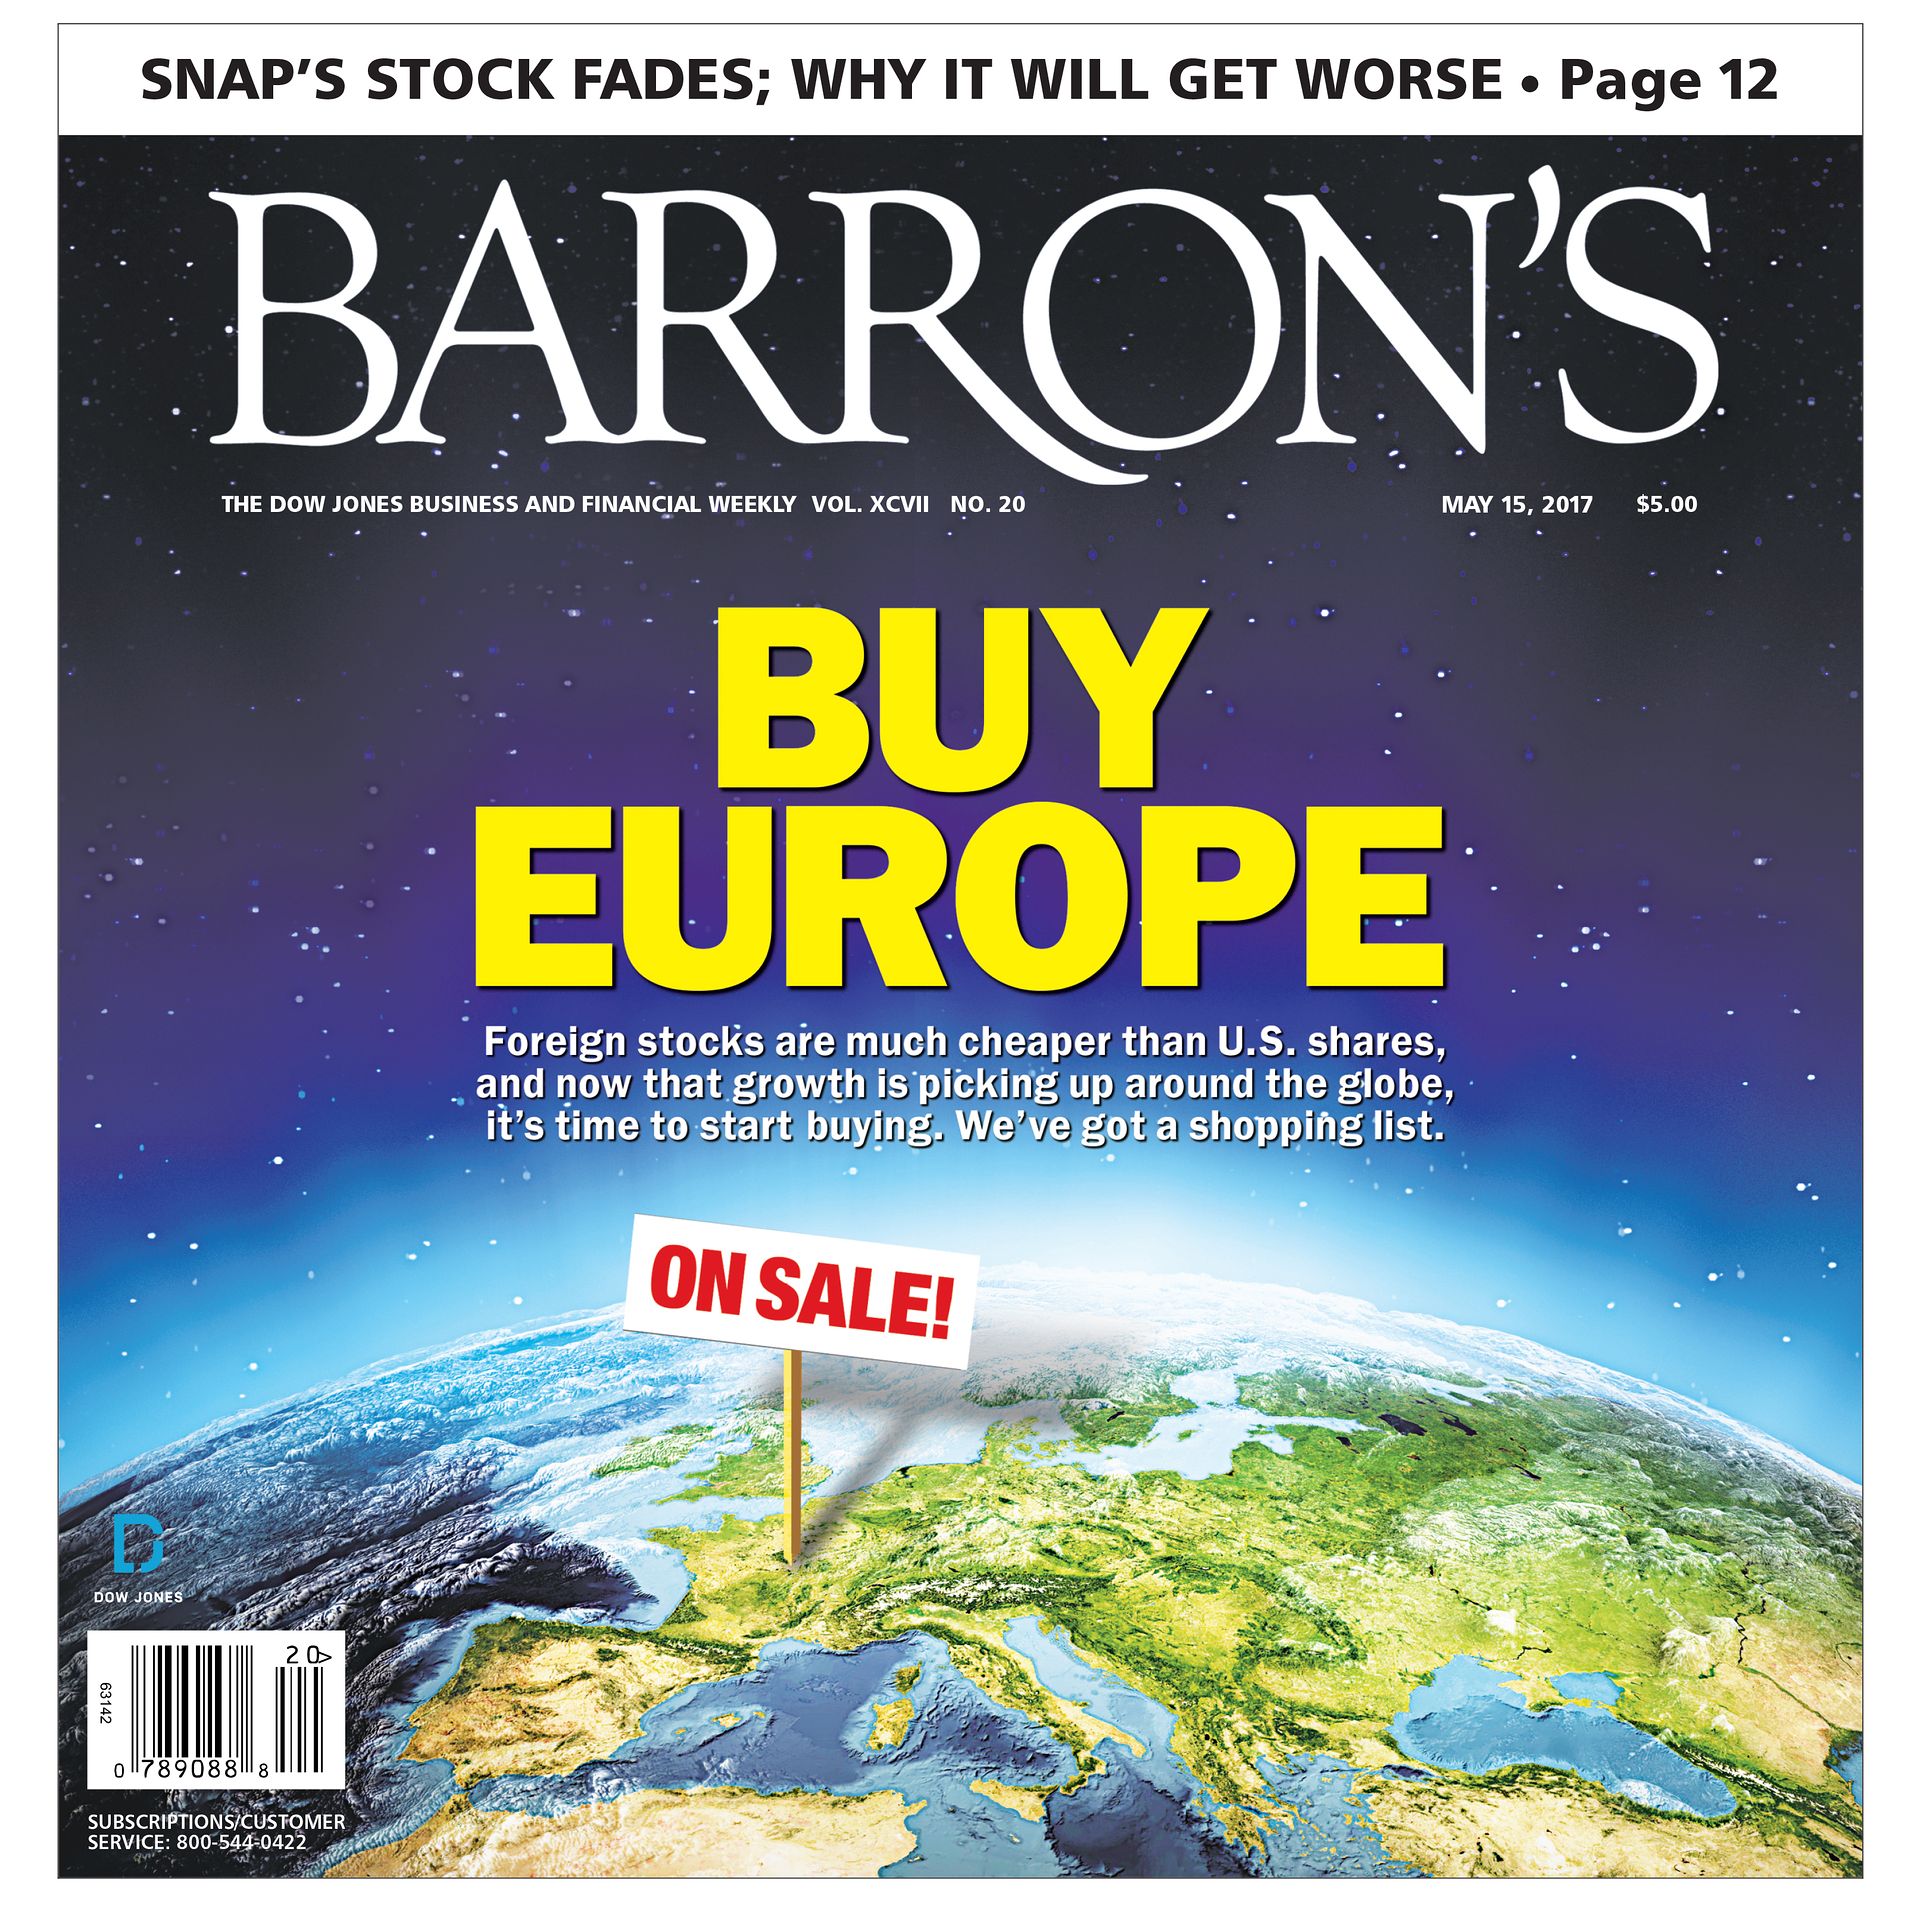 SNAP’S STOCK FADES; WHY IT WILL GET WORSE • Page 12
BARRON’S
THE DOW JONES BUSINESS AND FINANCIAL WEEKLY VOL. XCVII NO. 20 MAY 15, 2017 $5.00
BUY
EUROPE
Foreign stocks are much cheaper than U.S. shares,
and now that growth is picking up around the globe,
it’s time to start buying. We’ve got a shopping list.
ON SALE!
D
DOW JONES
20>
63142
0 789088 8
SUBSCRIPTIONS/CUSTOMER
SERVICE: 800-544-0422